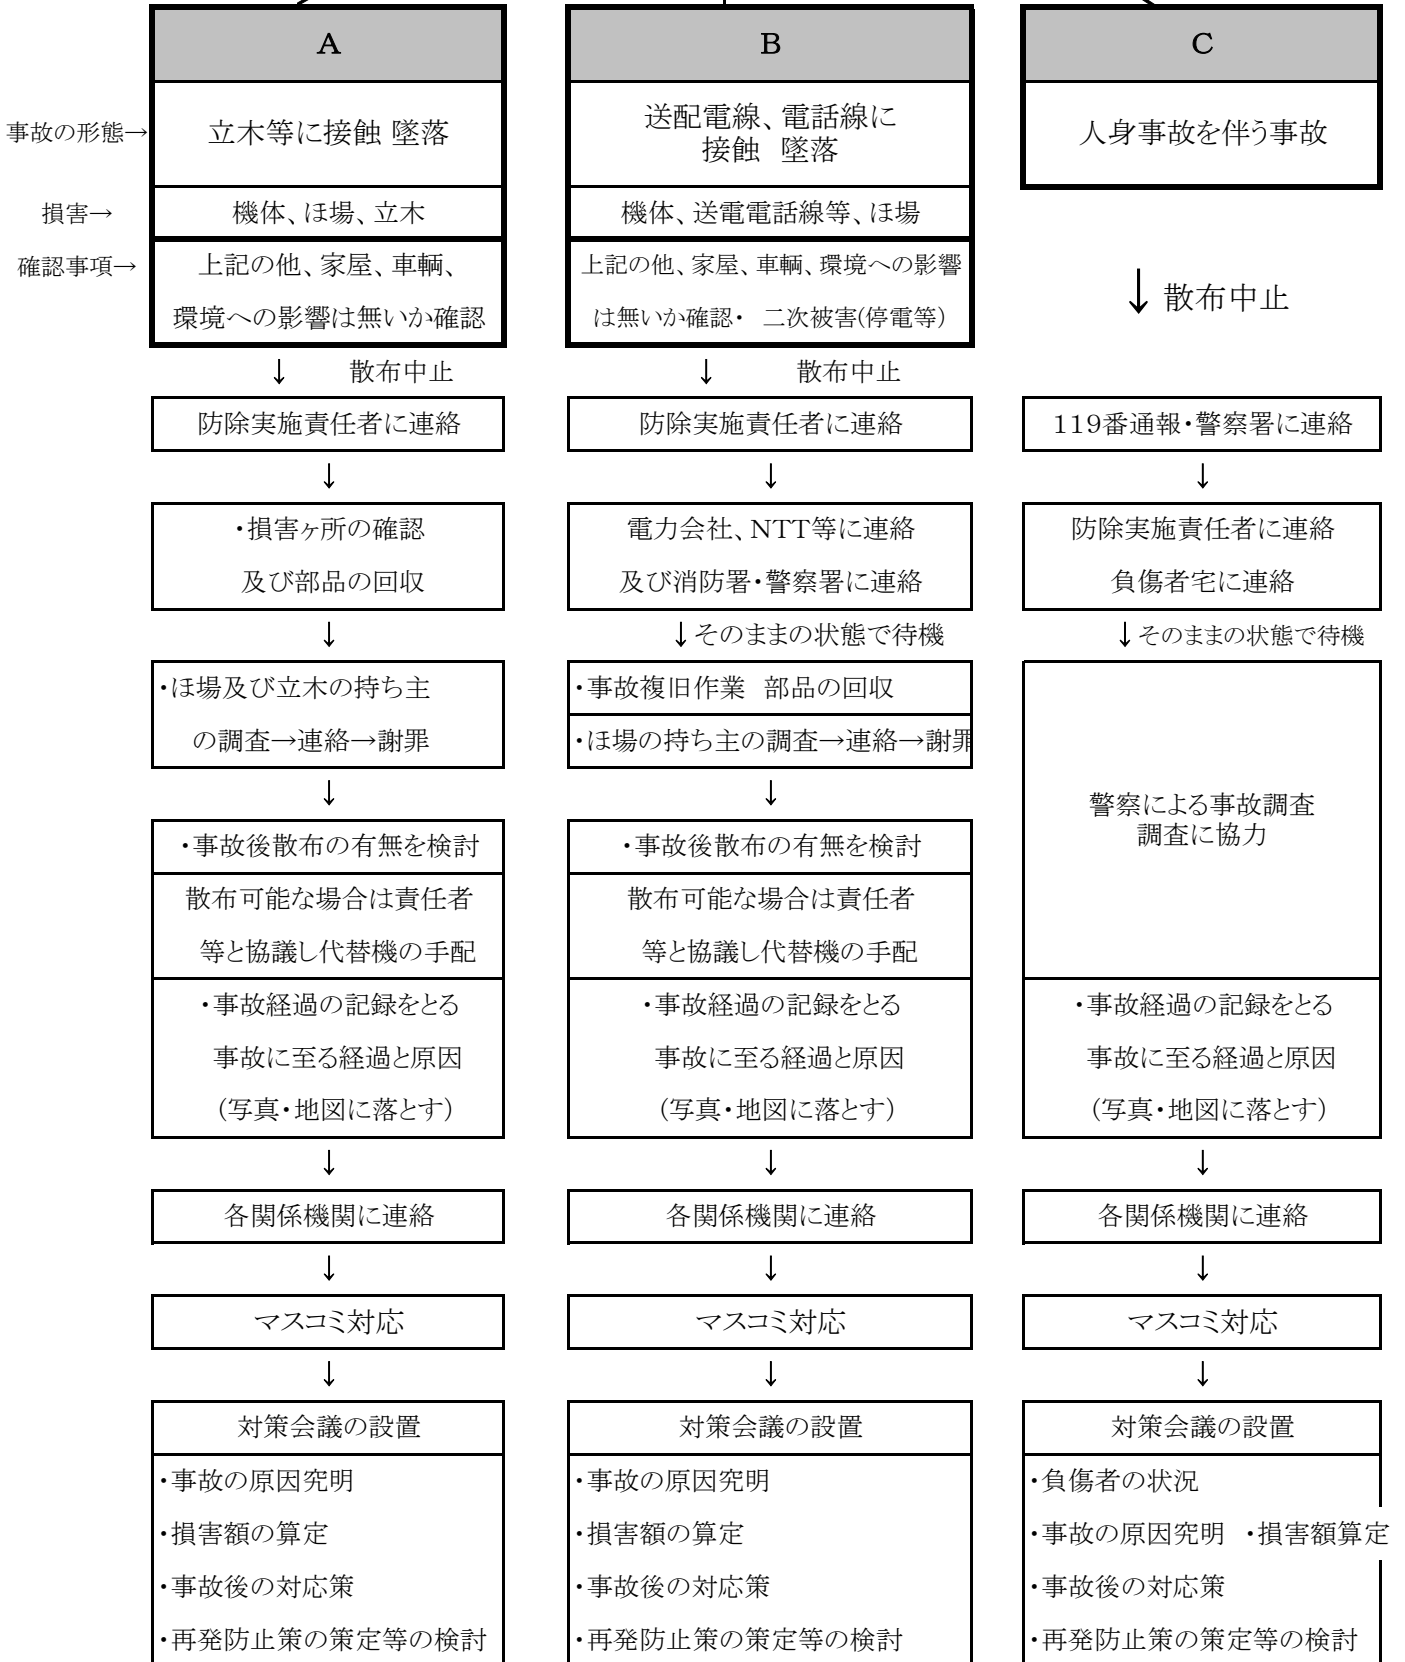 A
事故の形態→
立木等に接蝕 墜落
損害→
機体、ほ場、立木
確認事項→
上記の他、家屋、車輌、
環境への影響は無いか確認
↓ 散布中止
防除実施責任者に連絡
↓
・損害ヶ所の確認
及び部品の回収
↓
・ほ場及び立木の持ち主
の調査→連絡→謝罪
↓
・事故後散布の有無を検討
散布可能な場合は責任者
等と協議し代替機の手配
・事故経過の記録をとる
事故に至る経過と原因
(写真・地図に落とす)
↓
各関係機関に連絡
↓
マスコミ対応
↓
対策会議の設置
・事故の原因究明
・損害額の算定
・事故後の対応策
・再発防止策の策定等の検討
B
送配電線、電話線に
接蝕 墜落
機体、送電電話線等、ほ場
上記の他、家屋、車輌、環境への影響
は無いか確認・ 二次被害(停電等)
↓ 散布中止
防除実施責任者に連絡
↓
電力会社、NTT等に連絡
及び消防署・警察署に連絡
↓そのままの状態で待機
・事故複旧作業 部品の回収
・ほ場の持ち主の調査→連絡→謝罪
↓
・事故後散布の有無を検討
散布可能な場合は責任者
等と協議し代替機の手配
・事故経過の記録をとる
事故に至る経過と原因
(写真・地図に落とす)
↓
各関係機関に連絡
↓
マスコミ対応
↓
対策会議の設置
・事故の原因究明
・損害額の算定
・事故後の対応策
・再発防止策の策定等の検討
C
人身事故を伴う事故
↓ 散布中止
119番通報・警察署に連絡
↓
防除実施責任者に連絡
負傷者宅に連絡
↓そのままの状態で待機
警察による事故調査
調査に協力
・事故経過の記録をとる
事故に至る経過と原因
(写真・地図に落とす)
↓
各関係機関に連絡
↓
マスコミ対応
↓
対策会議の設置
・負傷者の状況
・事故の原因究明 ・損害額算定
・事故後の対応策
・再発防止策の策定等の検討